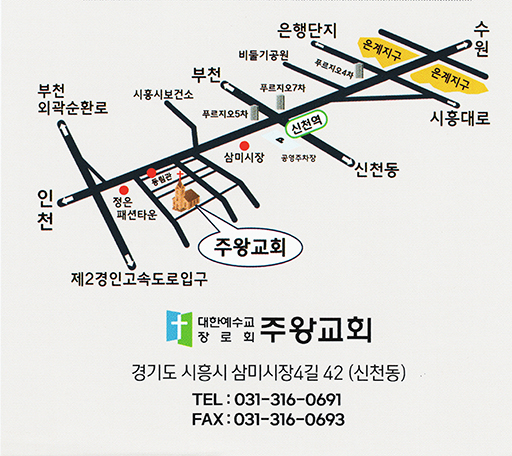 은행단지
수원
비둘기공원
온계지구
푸르지오4차
온계지구
부천
부천
외곽순환로
시흥시보건소
푸르지오7차
푸르지오5차
시흥대로
신천역
삼미시장
공영주차장
신천동
동림관
인천
정은
패션타운
주왕교회
제2경인고속도로입구
대한예수교
장로회
주왕교회
경기도 시흥시 삼미시장4길 42 (신천동)
TEL : 031-316-0691
FAX : 031-316-0693